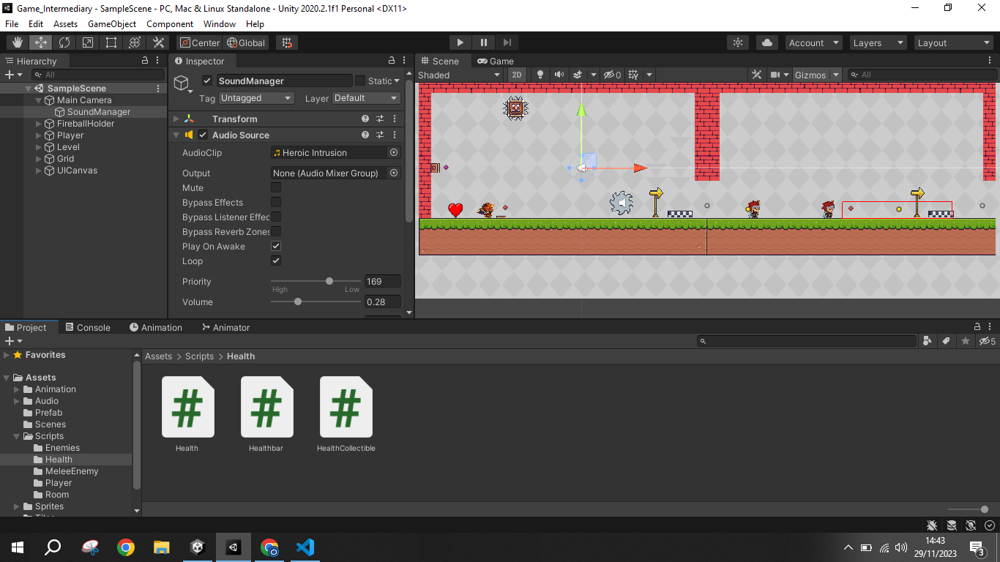 Game_Intermediary - SampleScene - PC, Mac & Linux Standalone - Unity 2020.2.1f1 Personal <DX11>
File Edit Assets GameObject Component Window Help
Center Global Account Layers Layout
Hierarchy
All
SampleScene
Main Camera
SoundManager
FireballHolder
Player
Level
Grid
UICanvas
Inspector
SoundManager Static
Tag Untagged Layer Default
Transform
Audio Source
AudioClip Heroic Intrusion
Output None (Audio Mixer Group)
Mute
Bypass Effects
Bypass Listener Effec
Bypass Reverb Zones
Play On Awake
Loop
Priority 169
High Low
Volume 0.28
Scene Game
Shaded 2D 0 Gizmos All
Project Console Animation Animator
5
Favorites
Assets
Animation
Audio
Prefab
Scenes
Scripts
Enemies
Health
MeleeEnemy
Player
Room
Sprites
Assets > Scripts > Health
Health Healthbar HealthCollectible
14:43
29/11/2023
3